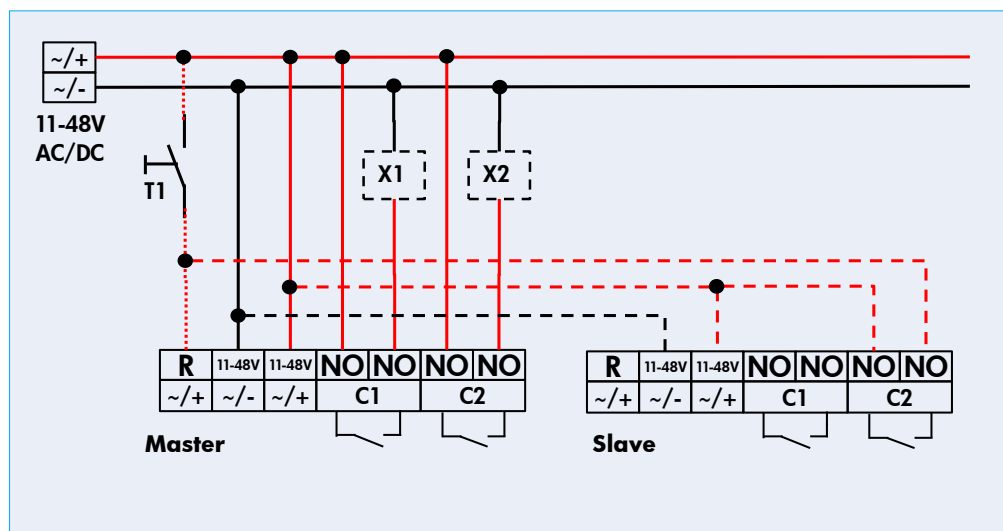 ~/+
~/-
11-48V
AC/DC
T1
X1
X2
R 11-48V 11-48V NO NO NO NO
~/+ ~/- ~/+ C1 C2
Master
R 11-48V 11-48V NO NO NO NO
~/+ ~/- ~/+ C1 C2
Slave